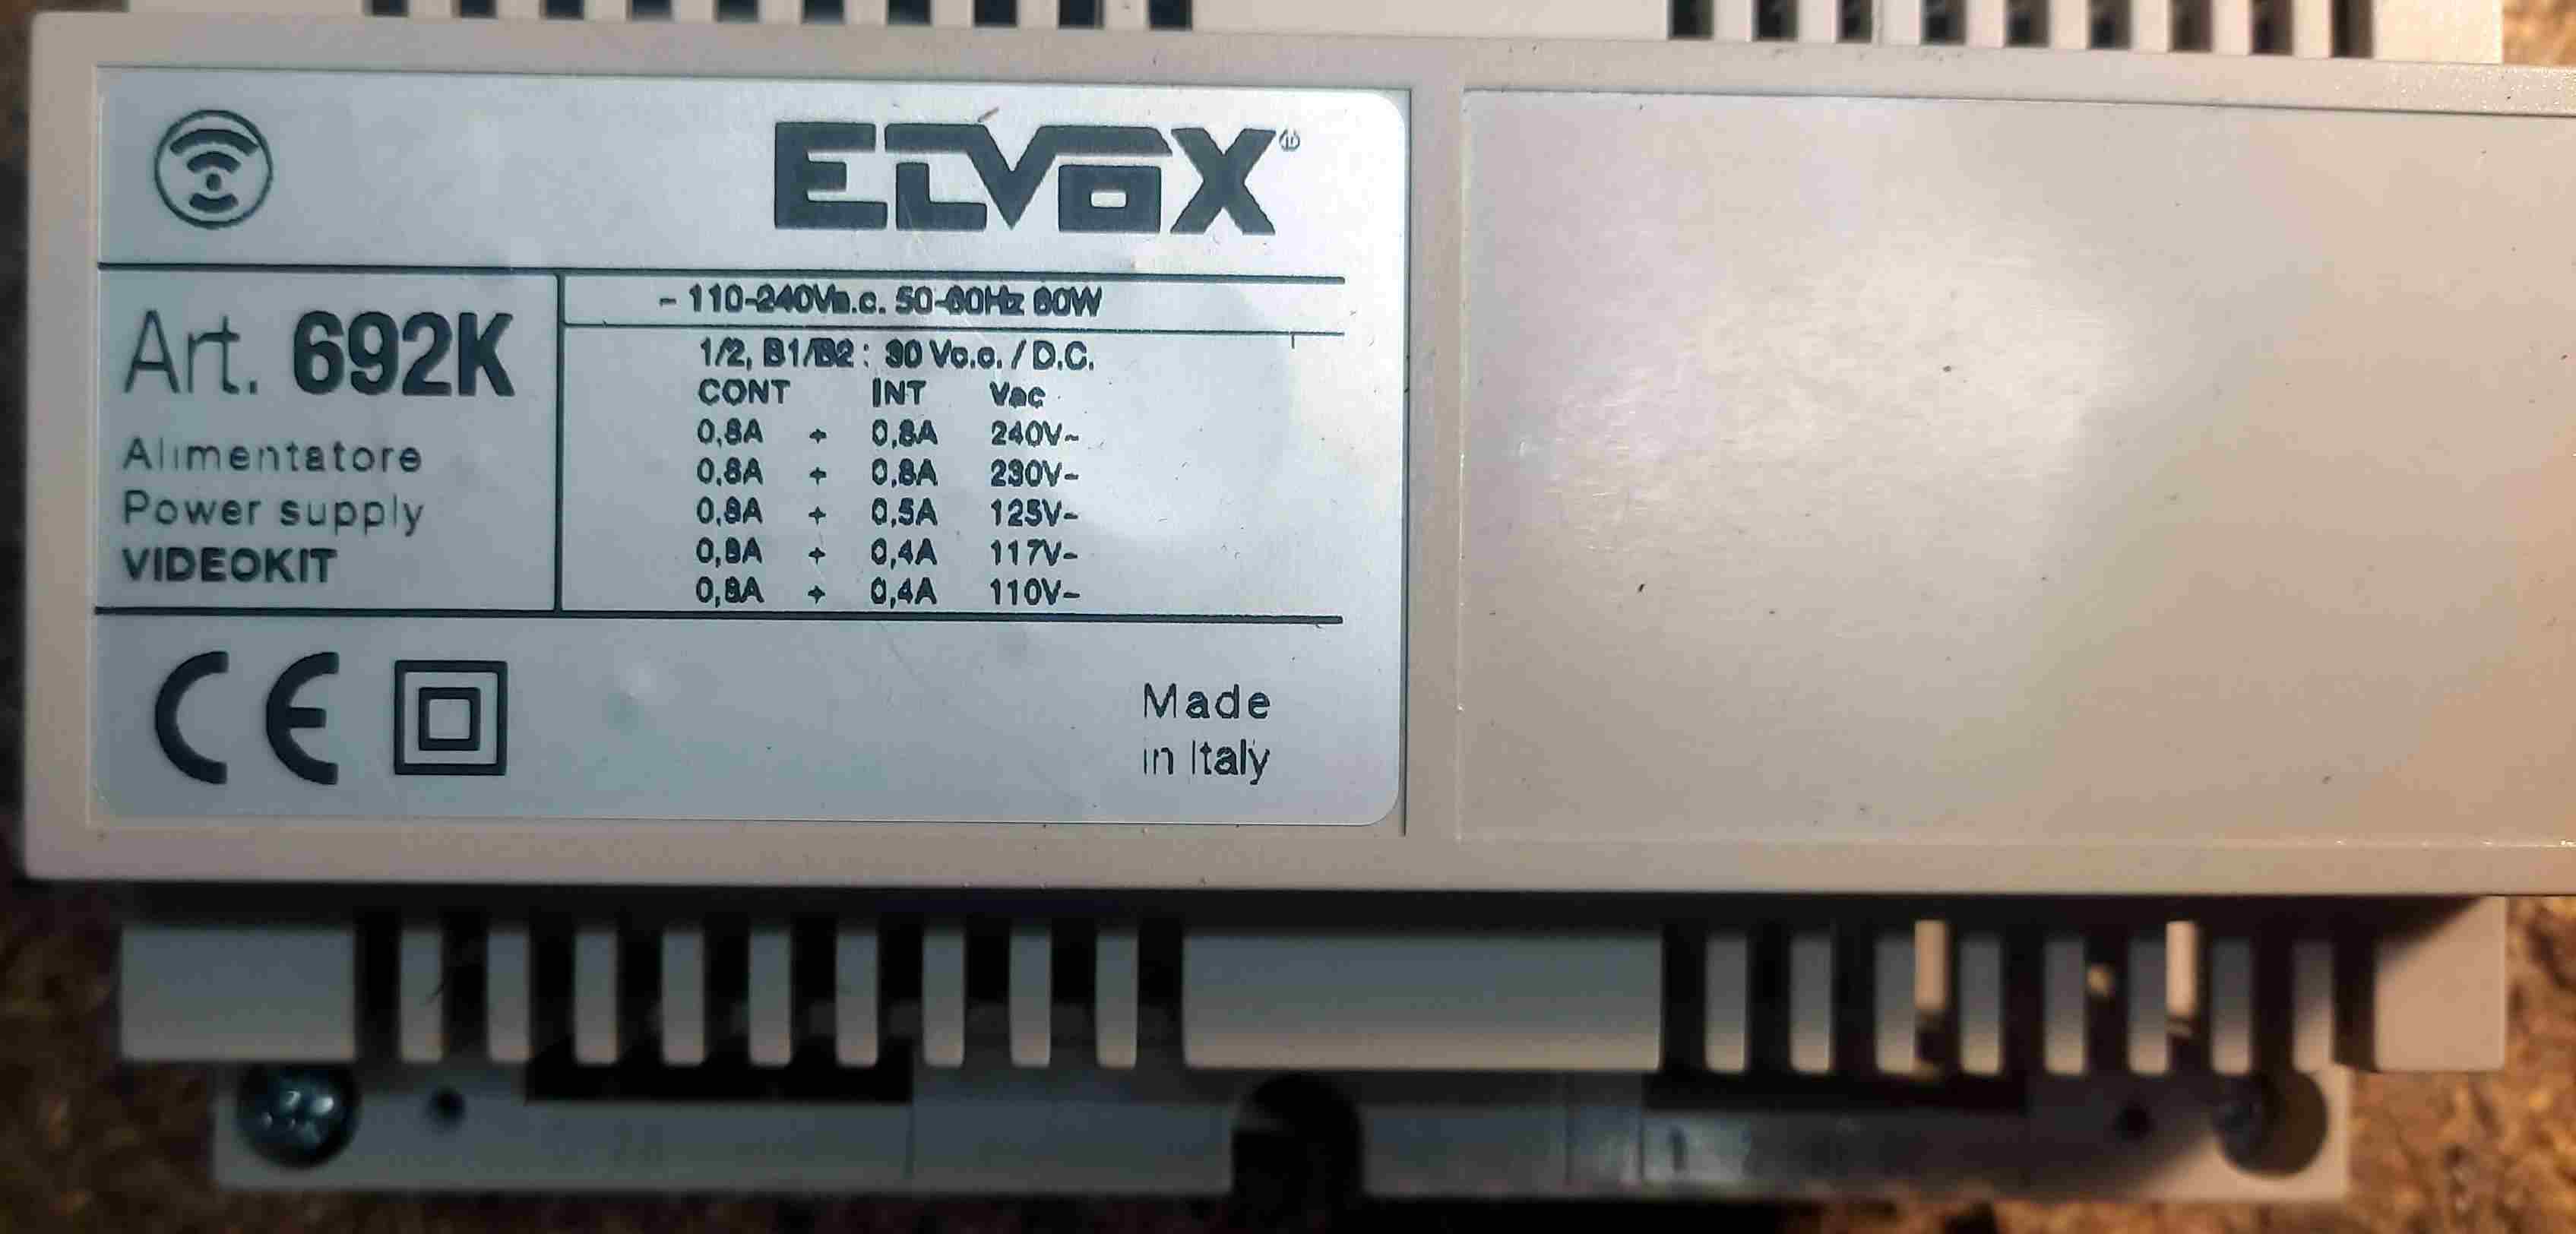 ELVOX®
Art. 692K
Alimentatore
Power supply
VIDEOKIT
~ 110-240Va.c. 50-60Hz 60W
1/2, B1/B2 : 30 Vc.c. / D.C.
CONT INT Vac
0,8A + 0,8A 240V~
0,8A + 0,8A 230V~
0,8A + 0,5A 125V~
0,8A + 0,4A 117V~
0,8A + 0,4A 110V~
CE
Made
in Italy